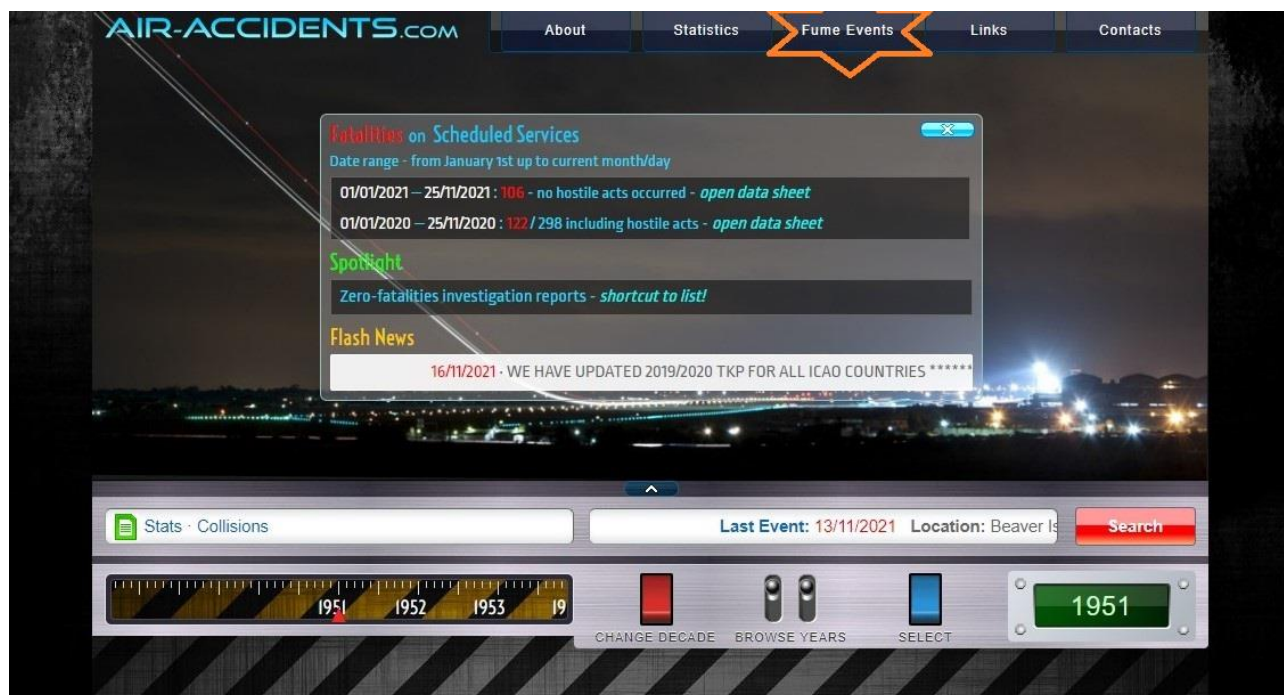 AIR-ACCIDENTS.COM
About Statistics Fume Events Links Contacts
Fatalities on Scheduled Services
Date range - from January 1st up to current month/day
01/01/2021 – 25/11/2021 : 106 - no hostile acts occurred - open data sheet
01/01/2020 – 25/11/2020 : 122 / 298 including hostile acts - open data sheet
Spotlight
Zero-fatalities investigation reports - shortcut to list!
Flash News
16/11/2021 · WE HAVE UPDATED 2019/2020 TKP FOR ALL ICAO COUNTRIES ******
Stats · Collisions
Last Event: 13/11/2021 Location: Beaver Is
Search
1951 1952 1953 19
CHANGE DECADE BROWSE YEARS SELECT
1951